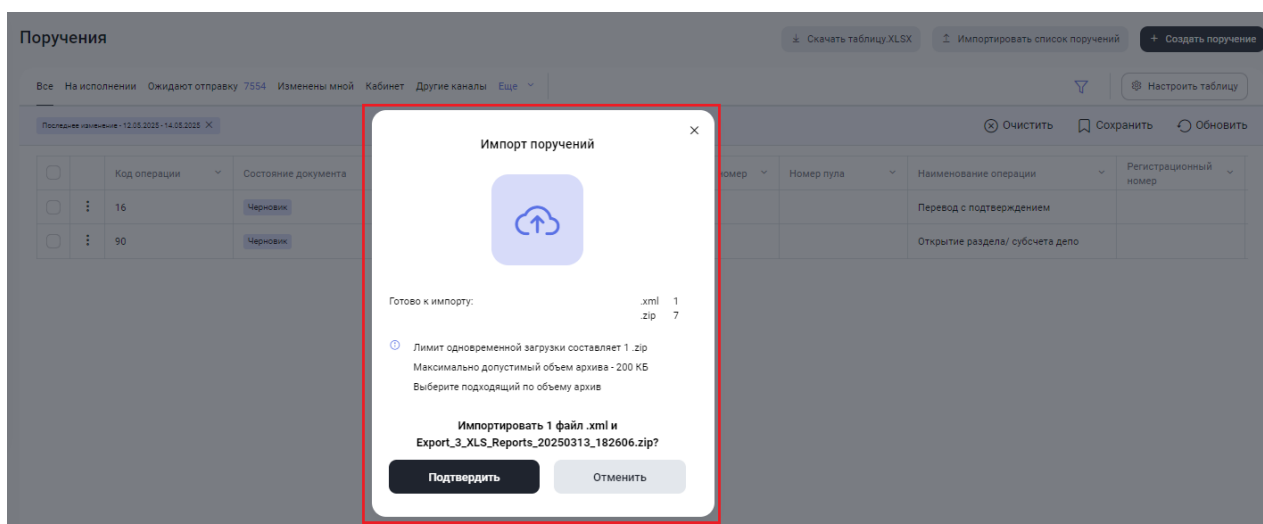 Поручения
Скачать таблицу.XLSX
Импортировать список поручений
+ Создать поручение
Все На исполнении Ожидают отправку 7554 Изменены мной Кабинет Другие каналы Еще
Настроить таблицу
Последнее изменение - 12.05.2025 - 14.05.2025
Очистить
Сохранить
Обновить
Код операции
Состояние документа
номер
Номер пула
Наименование операции
Регистрационный
номер
16
Черновик
Перевод с подтверждением
90
Черновик
Открытие раздела/ субсчета депо
Импорт поручений
Готово к импорту:
.xml 1
.zip 7
Лимит одновременной загрузки составляет 1 .zip
Максимально допустимый объем архива - 200 КБ
Выберите подходящий по объему архив
Импортировать 1 файл .xml и
Export_3_XLS_Reports_20250313_182606.zip?
Подтвердить
Отменить